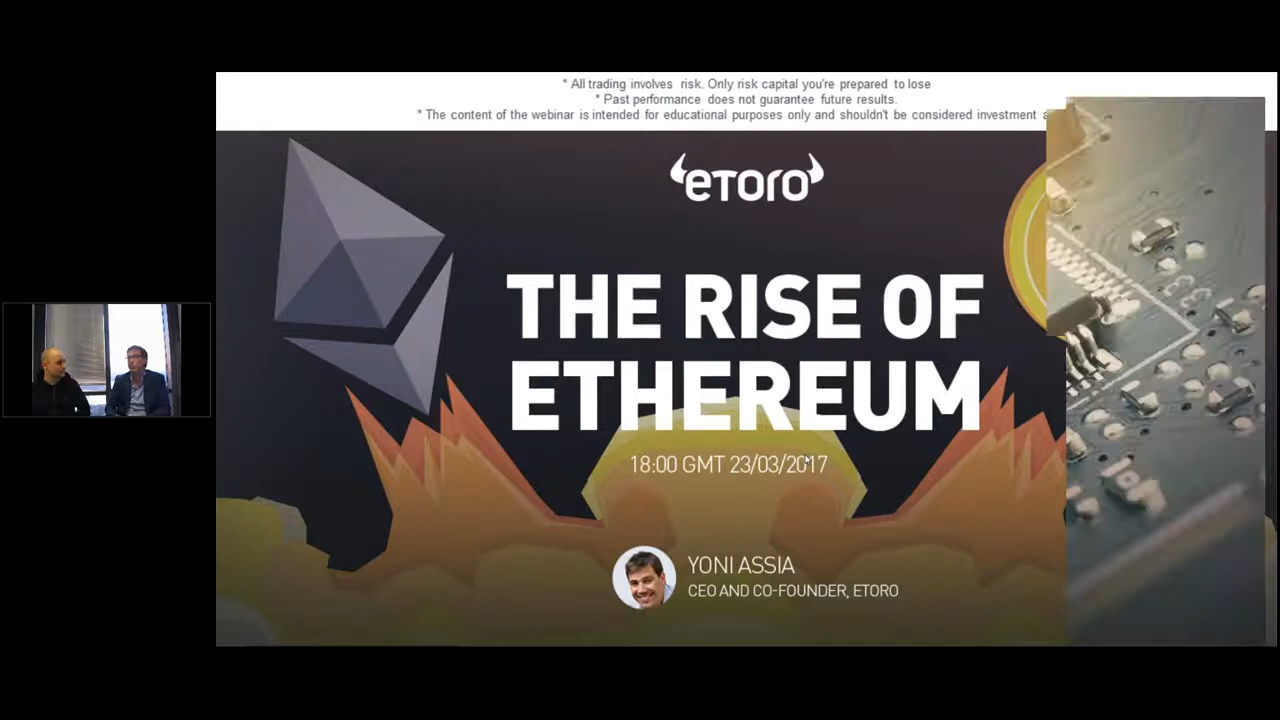 * All trading involves risk. Only risk capital you're prepared to lose
* Past performance does not guarantee future results.
* The content of the webinar is intended for educational purposes only and shouldn't be considered investment a
eToro
THE RISE OF
ETHEREUM
18:00 GMT 23/03/2017
YONI ASSIA
CEO AND CO-FOUNDER, ETORO